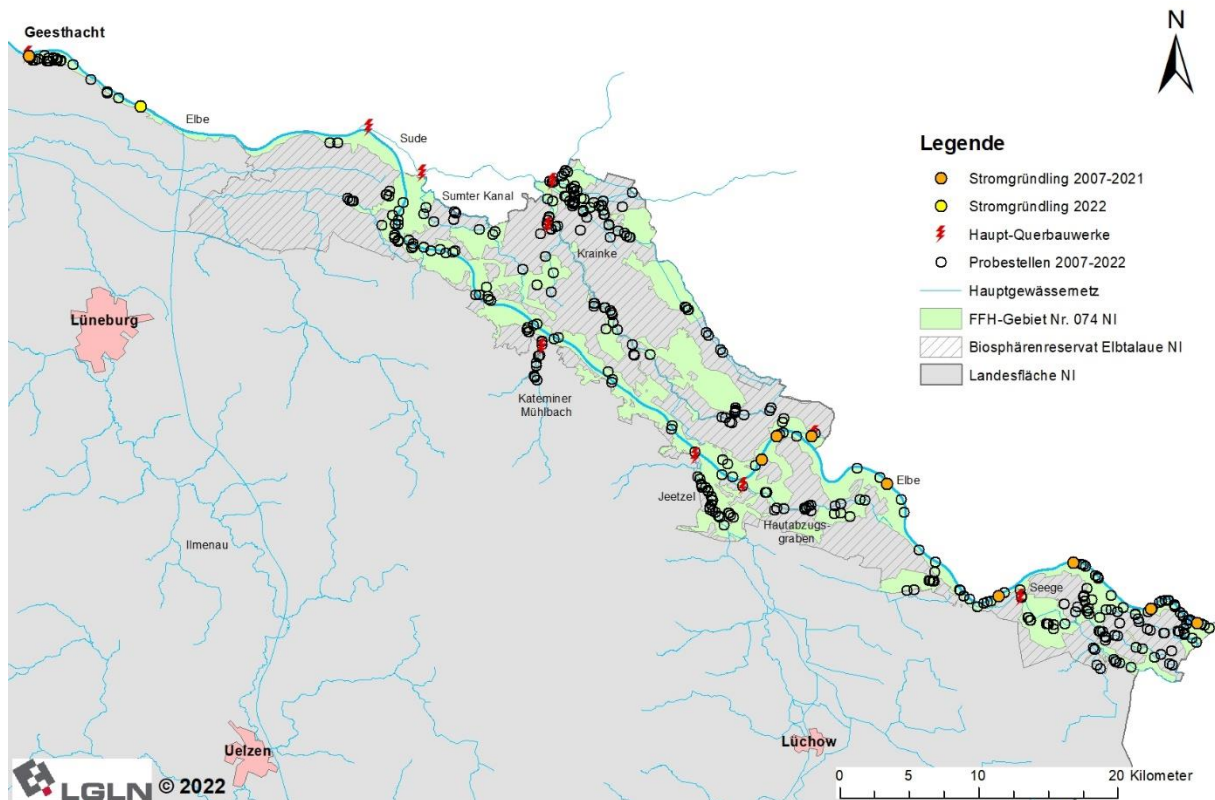 Geesthacht
N
Elbe
Sude
Sumter Kanal
Krainke
Lüneburg
Kateminer
Mühlbach
Jeetzel
Hautabzugs-
graben
Elbe
Ilmenau
Seege
Uelzen
Lüchow
Legende
Stromgründling 2007-2021
Stromgründling 2022
Haupt-Querbauwerke
Probestellen 2007-2022
Hauptgewässernetz
FFH-Gebiet Nr. 074 NI
Biosphärenreservat Elbtalaue NI
Landesfläche NI
LGLN © 2022
0 5 10 20 Kilometer